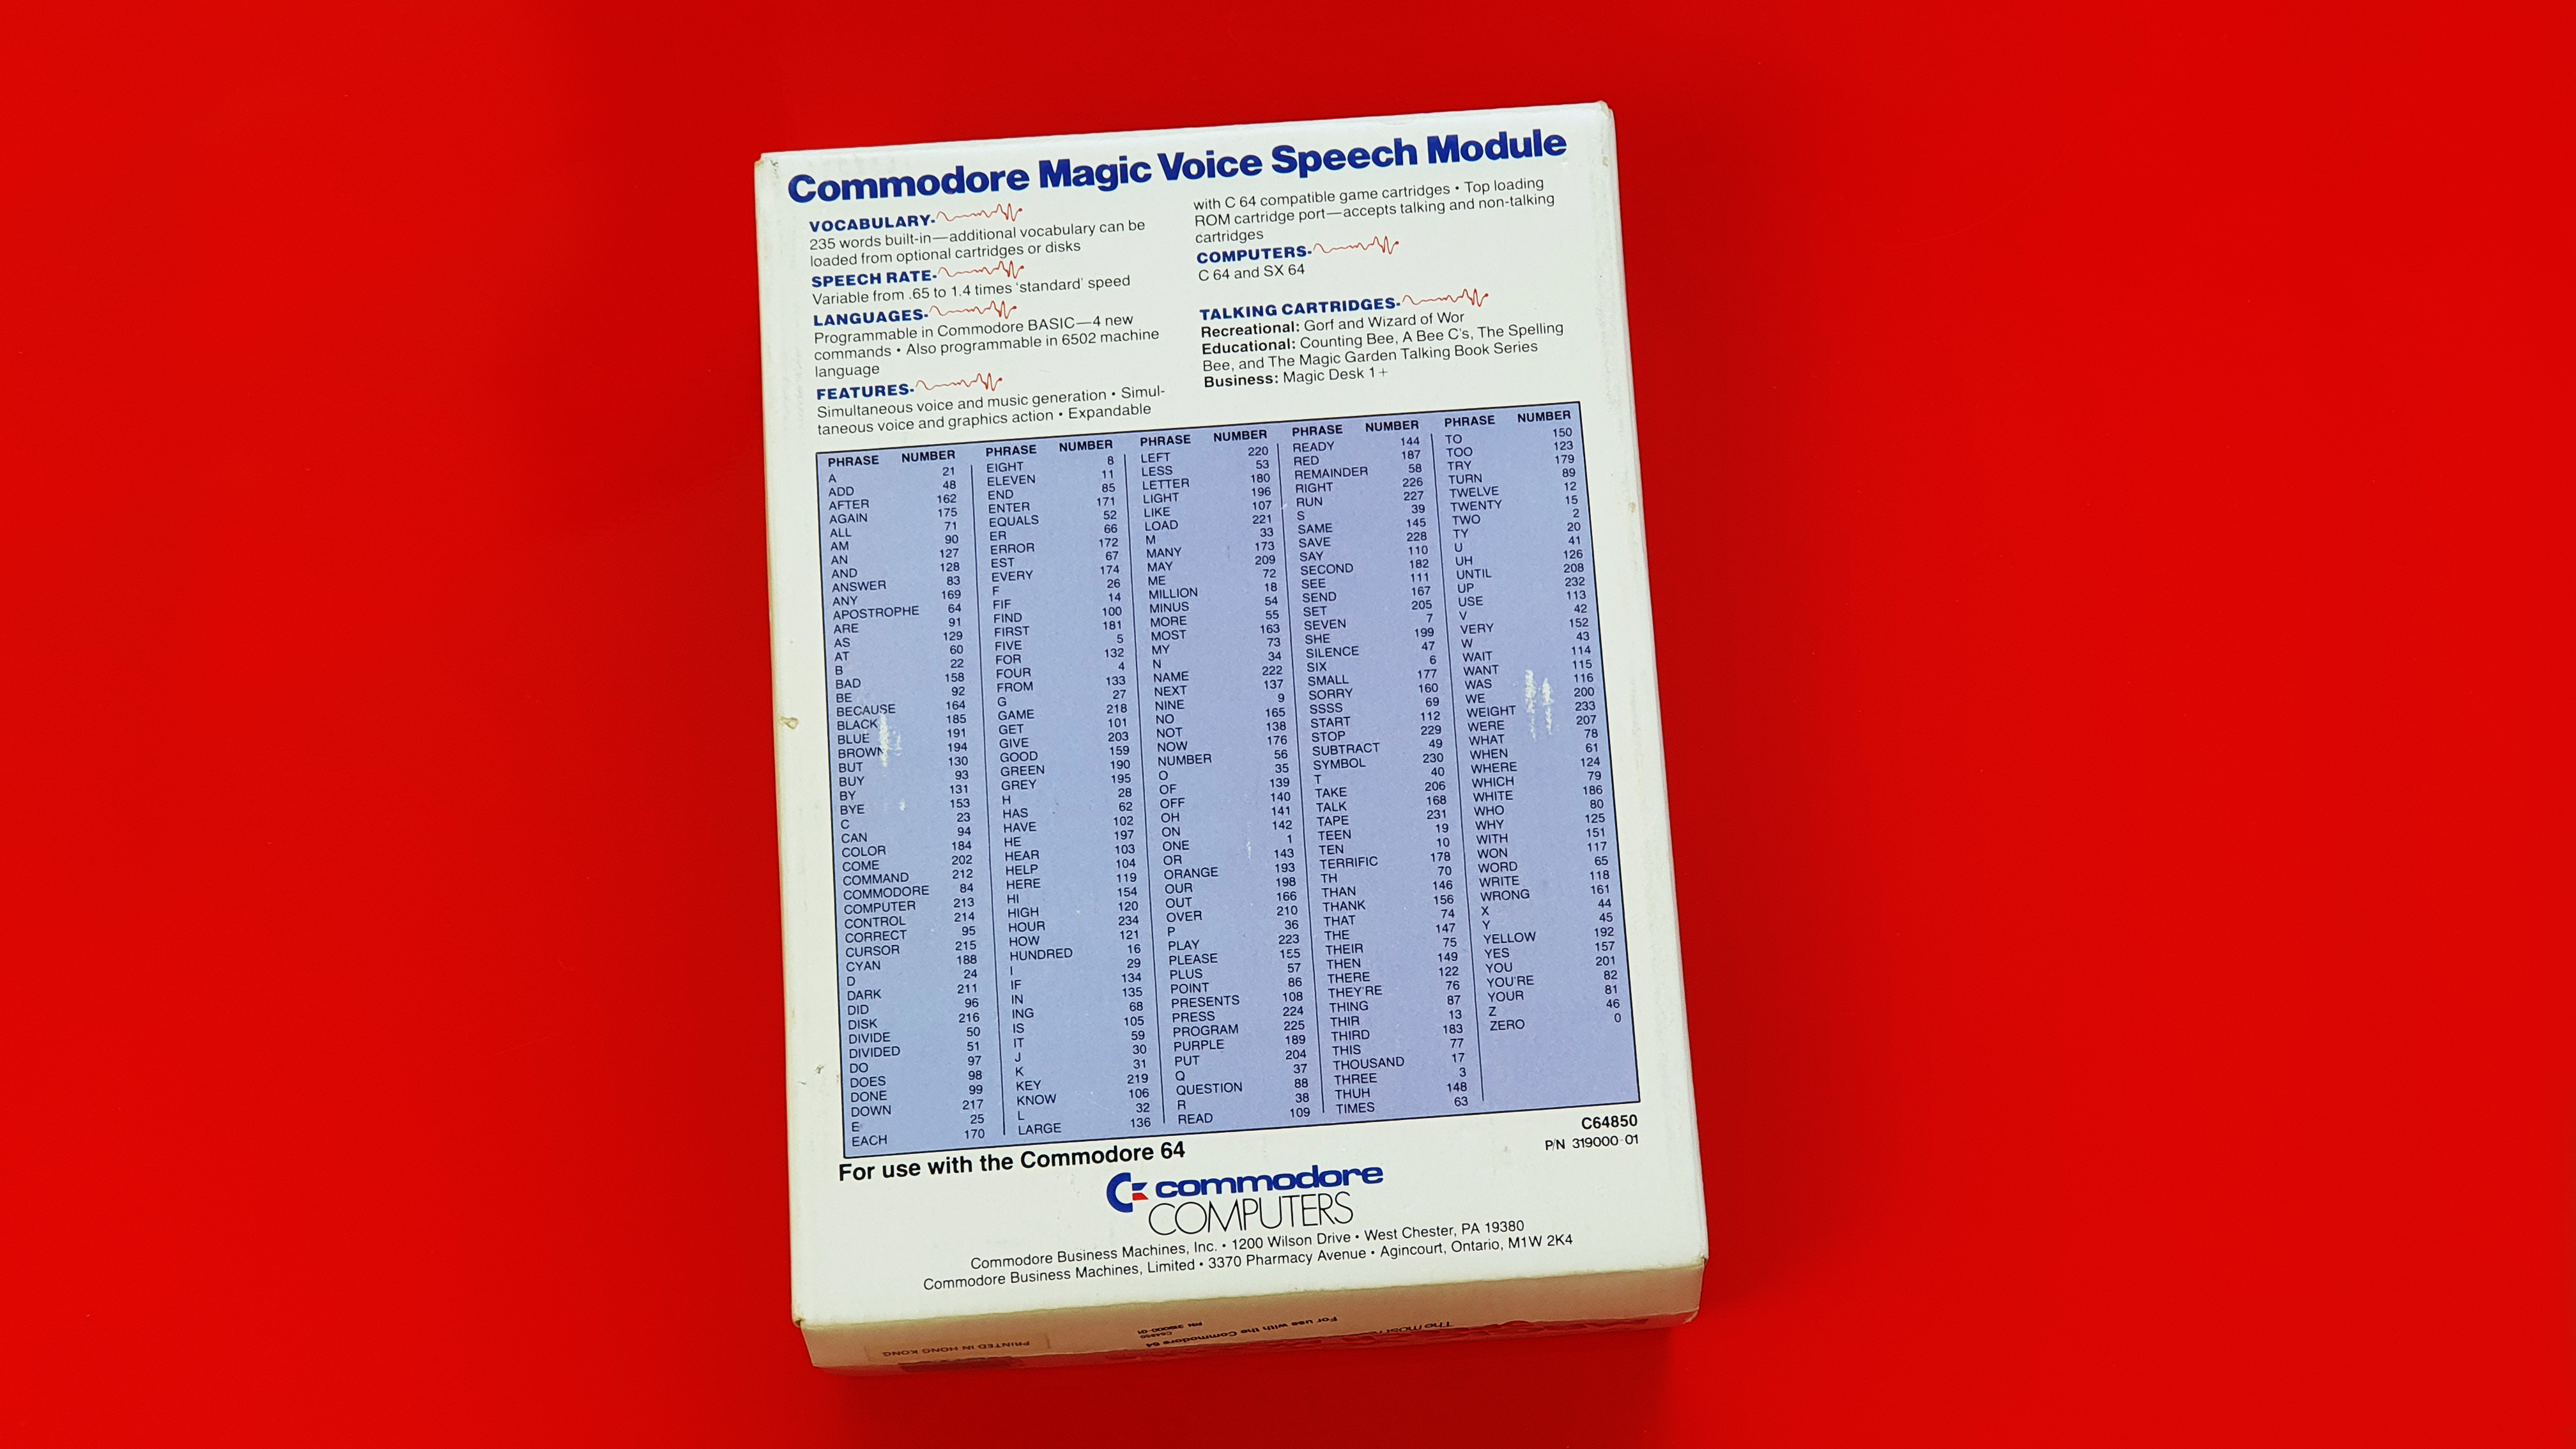 Commodore Magic Voice Speech Module
VOCABULARY
235 words built-in—additional vocabulary can be
loaded from optional cartridges or disks
SPEECH RATE
Variable from .65 to 1.4 times 'standard' speed
LANGUAGES
Programmable in Commodore BASIC—4 new
commands • Also programmable in 6502 machine
language
FEATURES
Simultaneous voice and music generation • Simul-
taneous voice and graphics action • Expandable
with C 64 compatible game cartridges • Top loading
ROM cartridge port—accepts talking and non-talking
cartridges
COMPUTERS
C 64 and SX 64
TALKING CARTRIDGES
Recreational: Gorf and Wizard of Wor
Educational: Counting Bee, A Bee C's, The Spelling
Bee, and The Magic Garden Talking Book Series
Business: Magic Desk 1+
PHRASE NUMBER
A 21
ADD 48
AFTER 162
AGAIN 175
ALL 71
AM 90
AN 127
AND 128
ANSWER 83
ANY 169
APOSTROPHE 64
ARE 91
AS 129
AT 60
B 22
BAD 158
BE 92
BECAUSE 164
BLACK 185
BLUE 191
BROWN 194
BUT 130
BUY 93
BY 131
BYE 153
C 23
CAN 94
COLOR 184
COME 202
COMMAND 212
COMMODORE 84
COMPUTER 213
CONTROL 214
CORRECT 95
CURSOR 215
CYAN 188
D 24
DARK 211
DID 96
DISK 216
DIVIDE 50
DIVIDED 51
DO 97
DOES 98
DONE 99
DOWN 217
E 25
EACH 170
PHRASE NUMBER
EIGHT 8
ELEVEN 11
END 85
ENTER 171
EQUALS 52
ER 66
ERROR 172
EST 67
EVERY 174
F 26
FIF 14
FIND 100
FIRST 181
FIVE 5
FOR 132
FOUR 4
FROM 133
G 27
GAME 218
GET 101
GIVE 203
GOOD 159
GREEN 190
GREY 195
H 28
HAS 62
HAVE 102
HE 197
HEAR 103
HELP 104
HERE 119
HI 154
HIGH 120
HOUR 234
HOW 121
HUNDRED 16
I 29
IF 134
IN 135
ING 68
IS 105
IT 59
J 30
K 31
KEY 219
KNOW 106
L 32
LARGE 136
PHRASE NUMBER
LEFT 220
LESS 53
LETTER 180
LIGHT 196
LIKE 107
LOAD 221
M 33
MANY 173
MAY 209
ME 72
MILLION 18
MINUS 54
MORE 55
MOST 163
MY 73
N 34
NAME 222
NEXT 137
NINE 9
NO 165
NOT 138
NOW 176
NUMBER 56
O 35
OF 139
OFF 140
OH 141
ON 142
ONE 1
OR 143
ORANGE 193
OUR 198
OUT 166
OVER 210
P 36
PLAY 223
PLEASE 155
PLUS 57
POINT 86
PRESENTS 108
PRESS 224
PROGRAM 225
PURPLE 189
PUT 204
Q 37
QUESTION 88
R 38
READ 109
PHRASE NUMBER
READY 144
RED 187
REMAINDER 58
RIGHT 226
RUN 227
S 39
SAME 145
SAVE 228
SAY 110
SECOND 182
SEE 111
SEND 167
SET 205
SEVEN 7
SHE 199
SILENCE 47
SIX 6
SMALL 177
SORRY 160
SSSS 69
START 112
STOP 229
SUBTRACT 49
SYMBOL 230
T 40
TAKE 206
TALK 168
TAPE 231
TEEN 19
TEN 10
TERRIFIC 178
TH 70
THAN 146
THANK 156
THAT 74
THE 147
THEIR 75
THEN 149
THERE 122
THEY'RE 76
THING 87
THIR 13
THIRD 183
THIS 77
THOUSAND 17
THREE 3
THUH 148
TIMES 63
PHRASE NUMBER
TO 150
TOO 123
TRY 179
TURN 89
TWELVE 12
TWENTY 15
TWO 2
TY 20
U 41
UH 126
UNTIL 208
UP 232
USE 113
V 42
VERY 152
W 43
WAIT 114
WANT 115
WAS 116
WE 200
WEIGHT 233
WERE 207
WHAT 78
WHEN 61
WHERE 124
WHICH 79
WHITE 186
WHO 80
WHY 125
WITH 151
WON 117
WORD 65
WRITE 118
WRONG 161
X 44
Y 45
YELLOW 192
YES 157
YOU 201
YOU'RE 82
YOUR 81
Z 46
ZERO 0
For use with the Commodore 64
C64850
P/N 319000-01
commodore
COMPUTERS
Commodore Business Machines, Inc. • 1200 Wilson Drive • West Chester, PA 19380
Commodore Business Machines, Limited • 3370 Pharmacy Avenue • Agincourt, Ontario, M1W 2K4
PRINTED IN HONG KONG
C64850
P/N 319000-01
For use with the Commodore 64